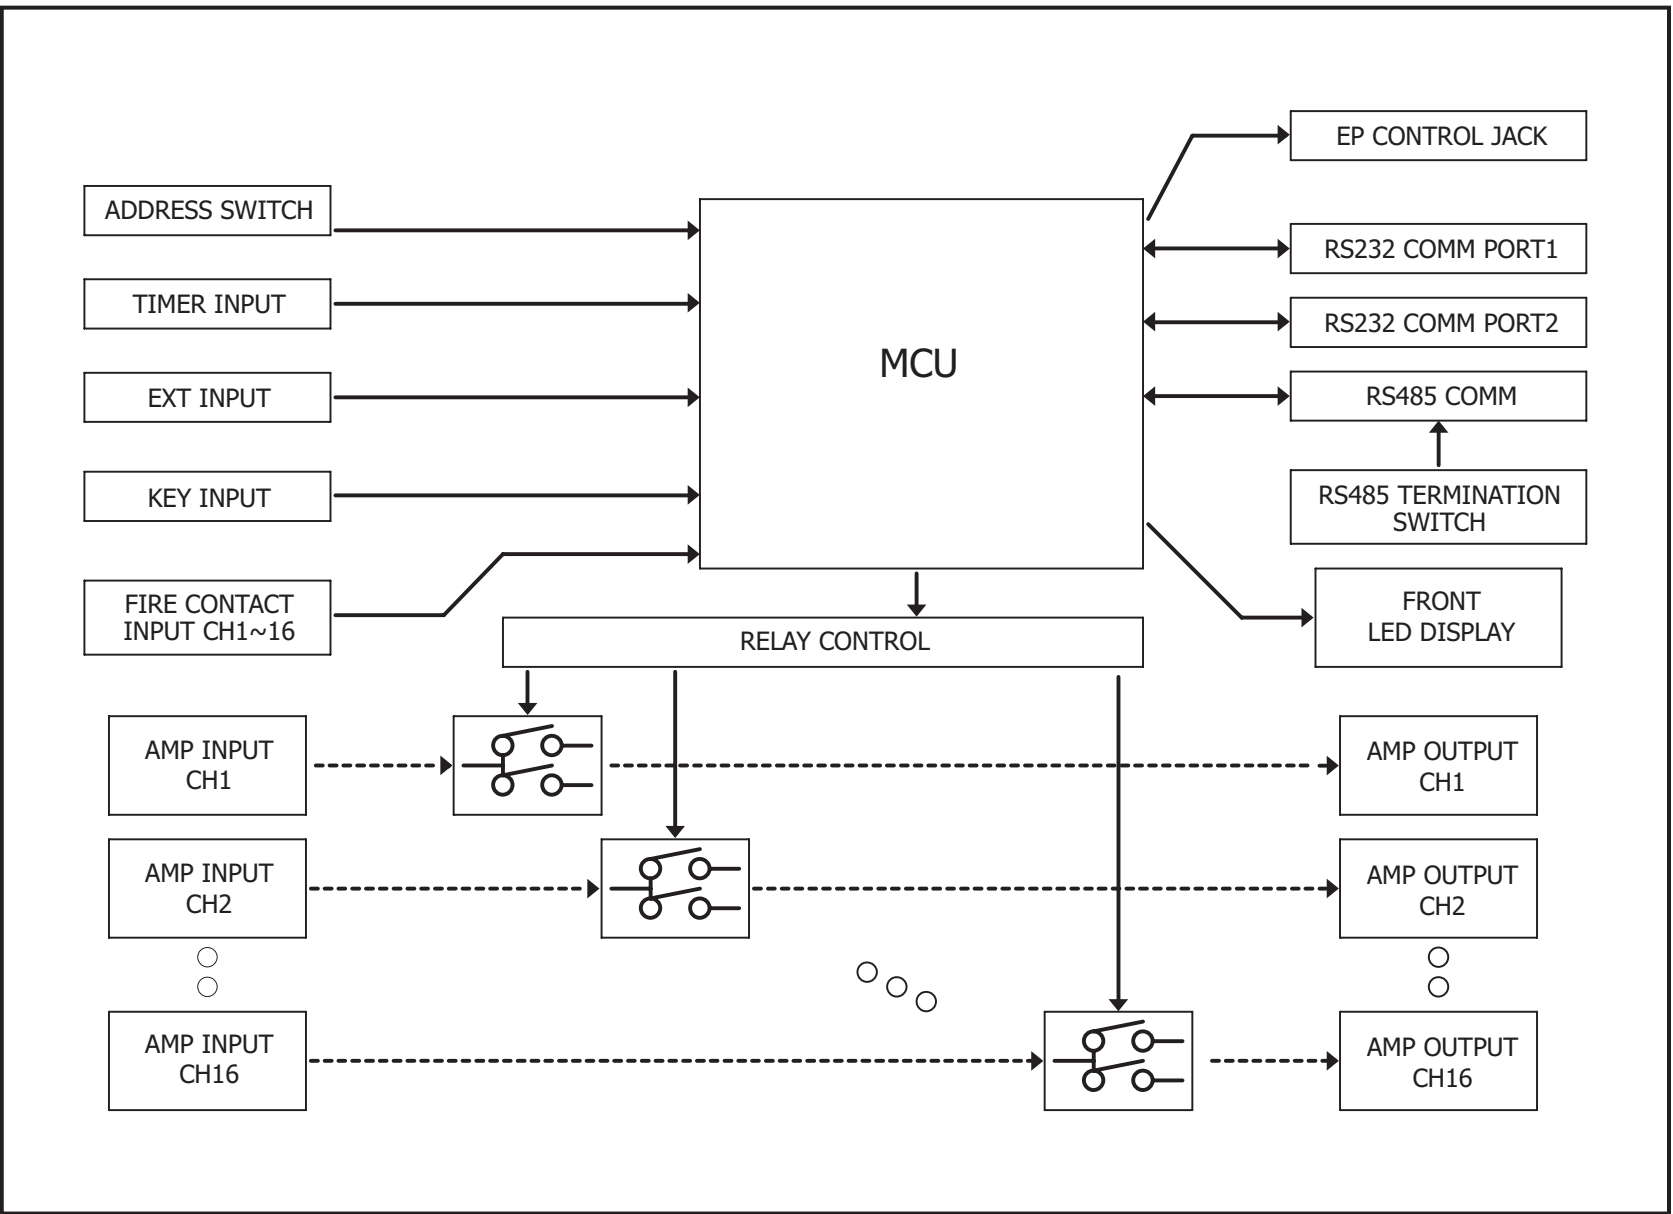 EP CONTROL JACK
ADDRESS SWITCH
RS232 COMM PORT1
TIMER INPUT
RS232 COMM PORT2
MCU
EXT INPUT
RS485 COMM
KEY INPUT
RS485 TERMINATION
SWITCH
FIRE CONTACT
INPUT CH1~16
FRONT
LED DISPLAY
RELAY CONTROL
AMP INPUT
CH1
AMP OUTPUT
CH1
AMP INPUT
CH2
AMP OUTPUT
CH2
AMP INPUT
CH16
AMP OUTPUT
CH16